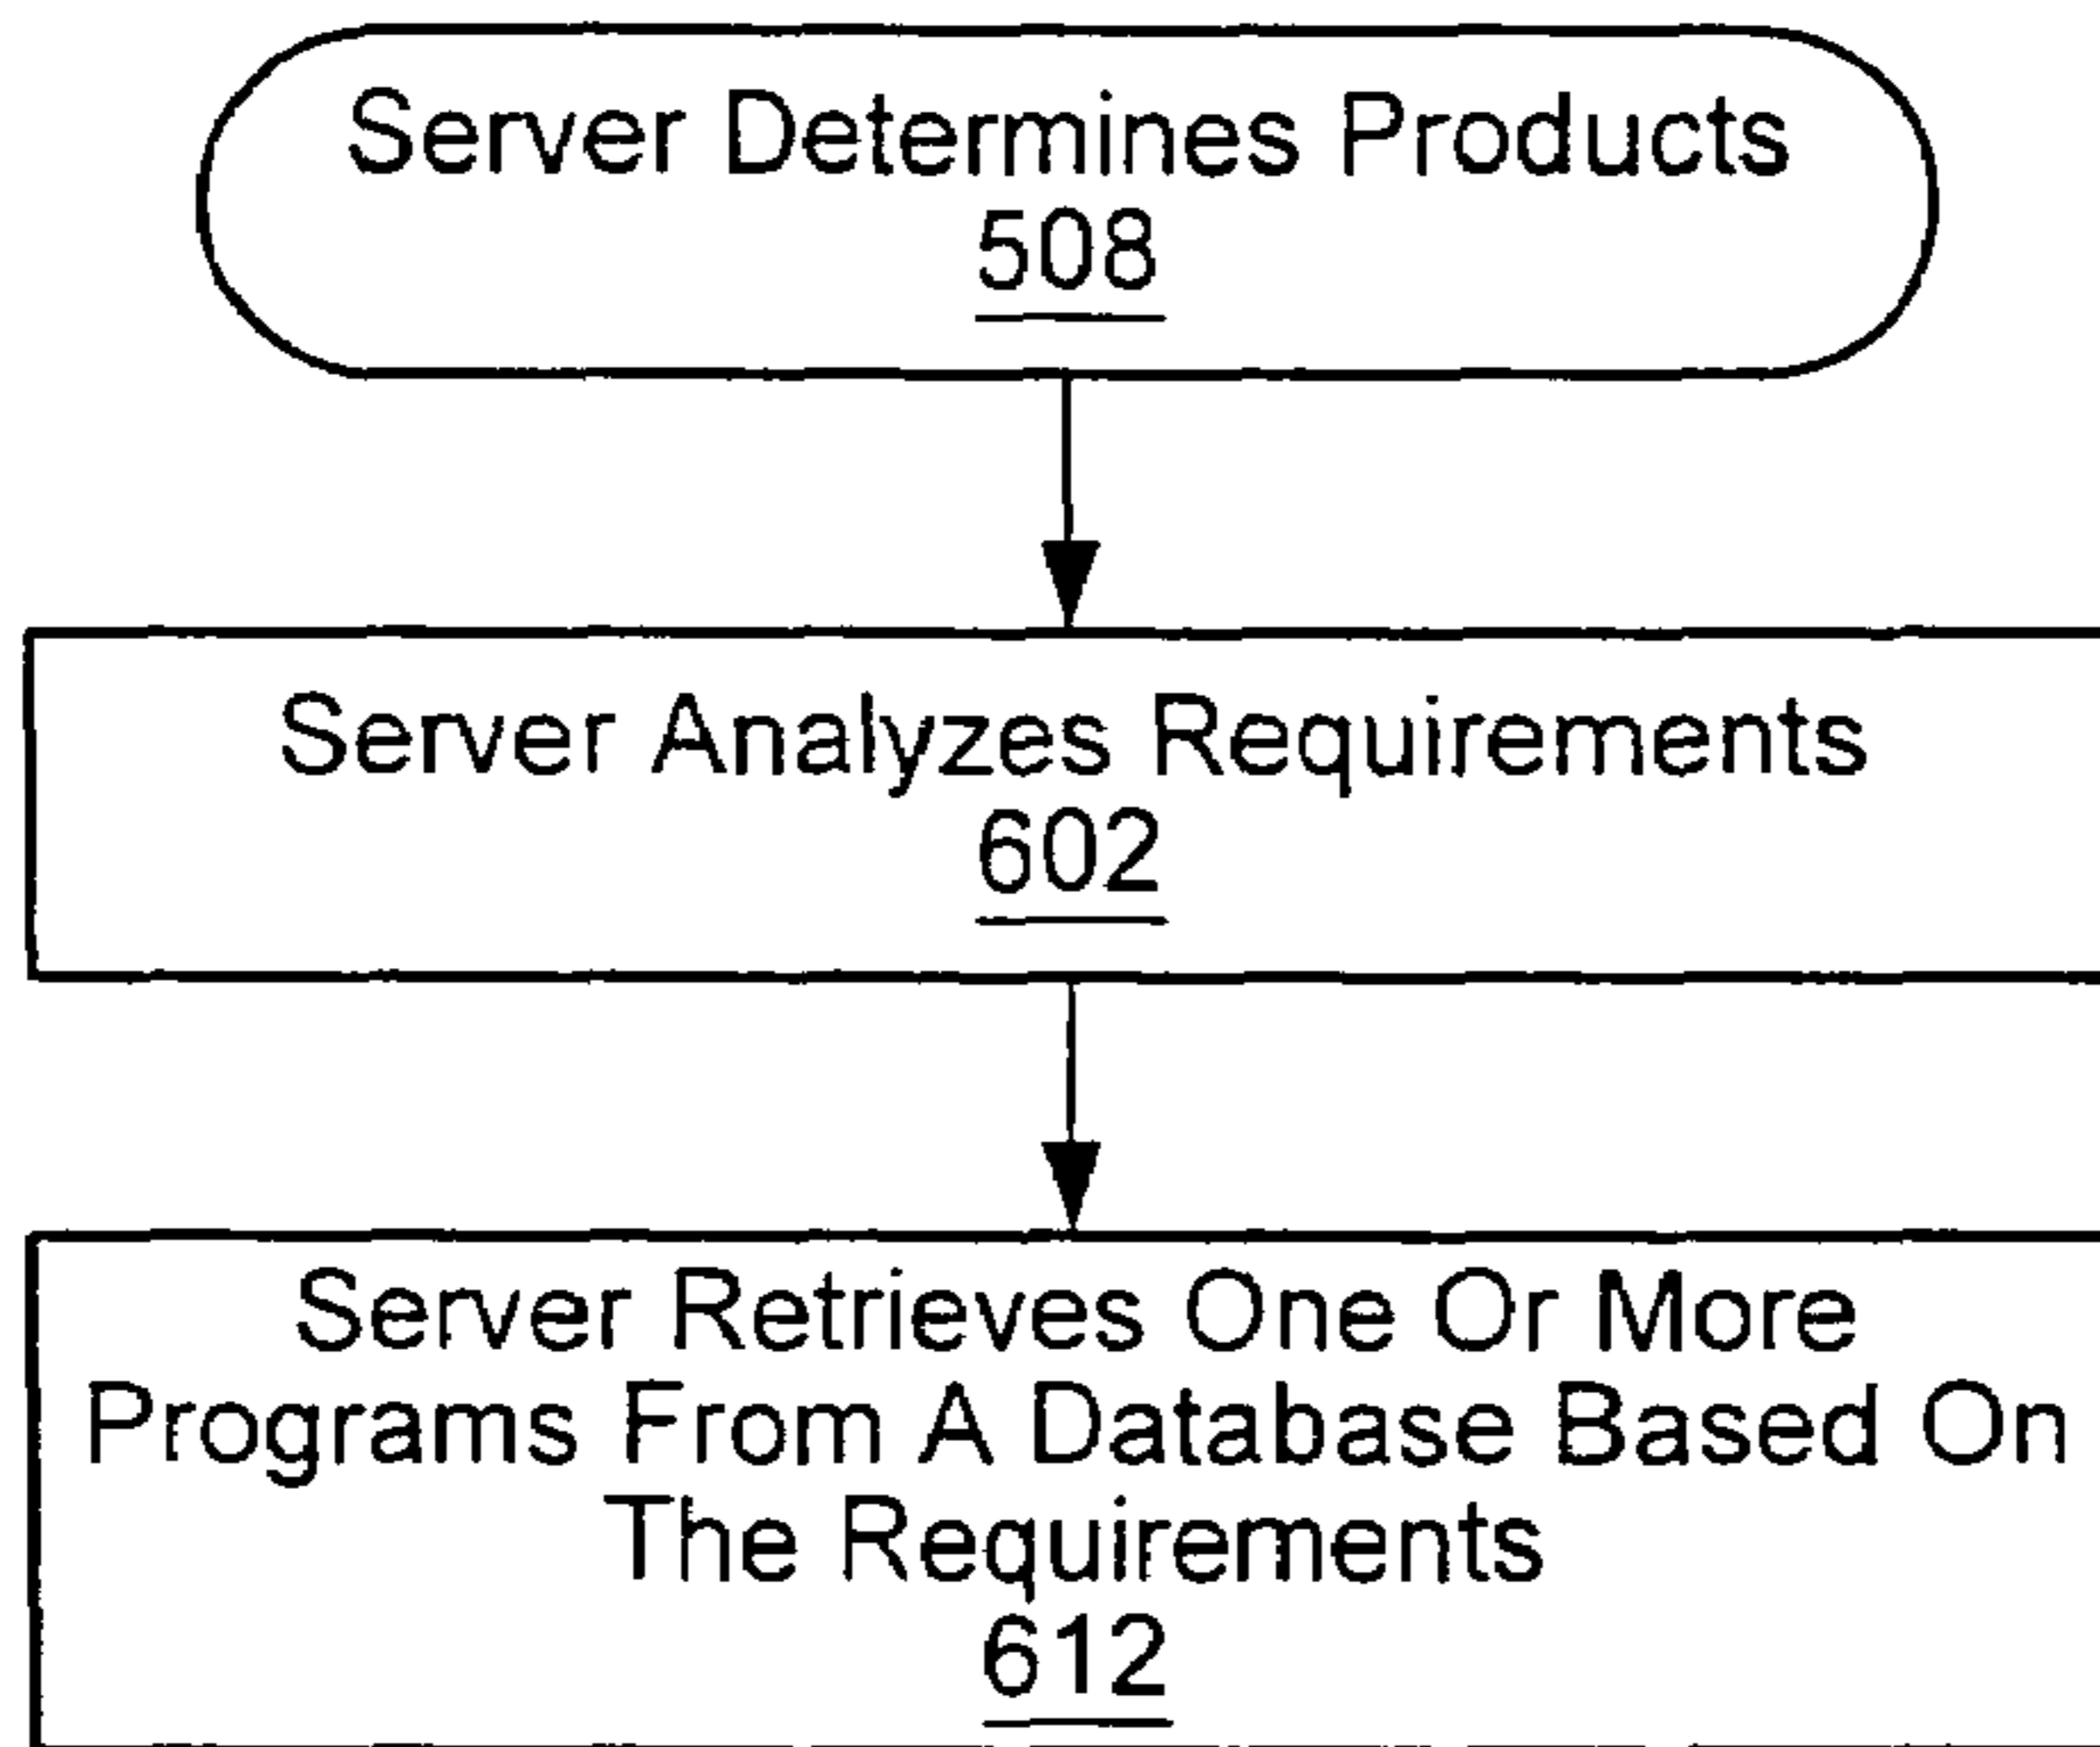 Server Determines Products
508
Server Analyzes Requirements
602
Server Retrieves One Or More
Programs From A Database Based On
The Requirements
612